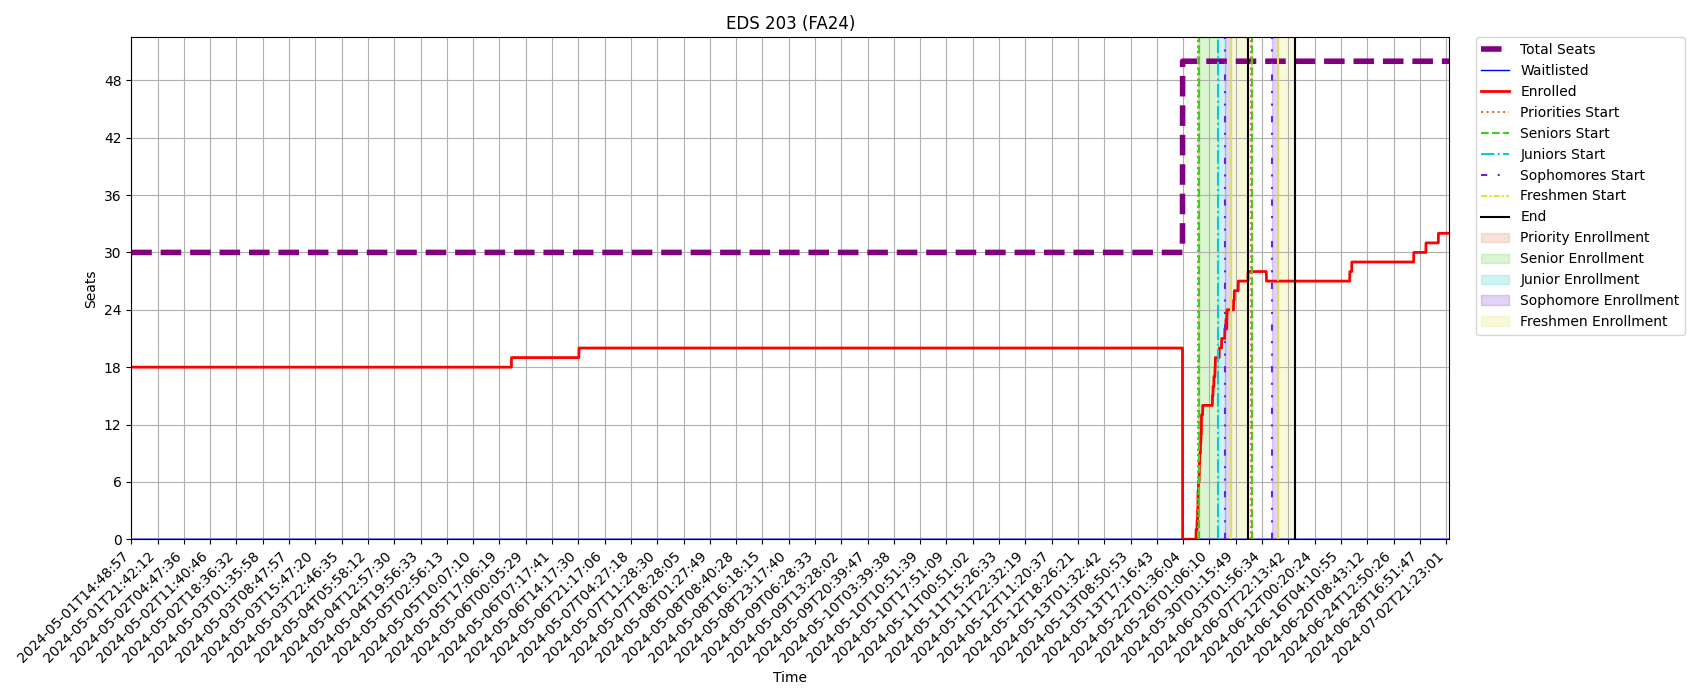 EDS 203 (FA24)
Seats
48
42
36
30
24
18
12
6
0
2024-05-01T14:48:57
2024-05-01T21:42:12
2024-05-02T04:47:36
2024-05-02T11:40:46
2024-05-02T18:36:32
2024-05-03T01:35:58
2024-05-03T08:47:57
2024-05-03T15:47:20
2024-05-03T22:46:35
2024-05-04T05:58:12
2024-05-04T12:57:30
2024-05-04T19:56:33
2024-05-05T02:56:13
2024-05-05T10:07:10
2024-05-05T17:06:19
2024-05-06T00:05:29
2024-05-06T07:17:41
2024-05-06T14:17:30
2024-05-06T21:17:06
2024-05-07T04:27:18
2024-05-07T11:28:30
2024-05-07T18:28:05
2024-05-08T01:27:49
2024-05-08T08:40:28
2024-05-08T16:18:15
2024-05-08T23:17:40
2024-05-09T06:28:33
2024-05-09T13:28:02
2024-05-09T20:39:47
2024-05-10T03:39:38
2024-05-10T10:51:39
2024-05-10T17:51:09
2024-05-11T00:51:02
2024-05-11T15:26:33
2024-05-11T22:32:19
2024-05-12T11:20:37
2024-05-12T18:26:21
2024-05-13T01:32:42
2024-05-13T08:50:53
2024-05-13T17:16:43
2024-05-22T01:36:04
2024-05-26T01:06:10
2024-05-30T01:15:49
2024-06-03T01:56:34
2024-06-07T22:13:42
2024-06-12T00:20:24
2024-06-16T04:10:55
2024-06-20T08:43:12
2024-06-24T12:50:26
2024-06-28T16:51:47
2024-07-02T21:23:01
Time
Total Seats
Waitlisted
Enrolled
Priorities Start
Seniors Start
Juniors Start
Sophomores Start
Freshmen Start
End
Priority Enrollment
Senior Enrollment
Junior Enrollment
Sophomore Enrollment
Freshmen Enrollment